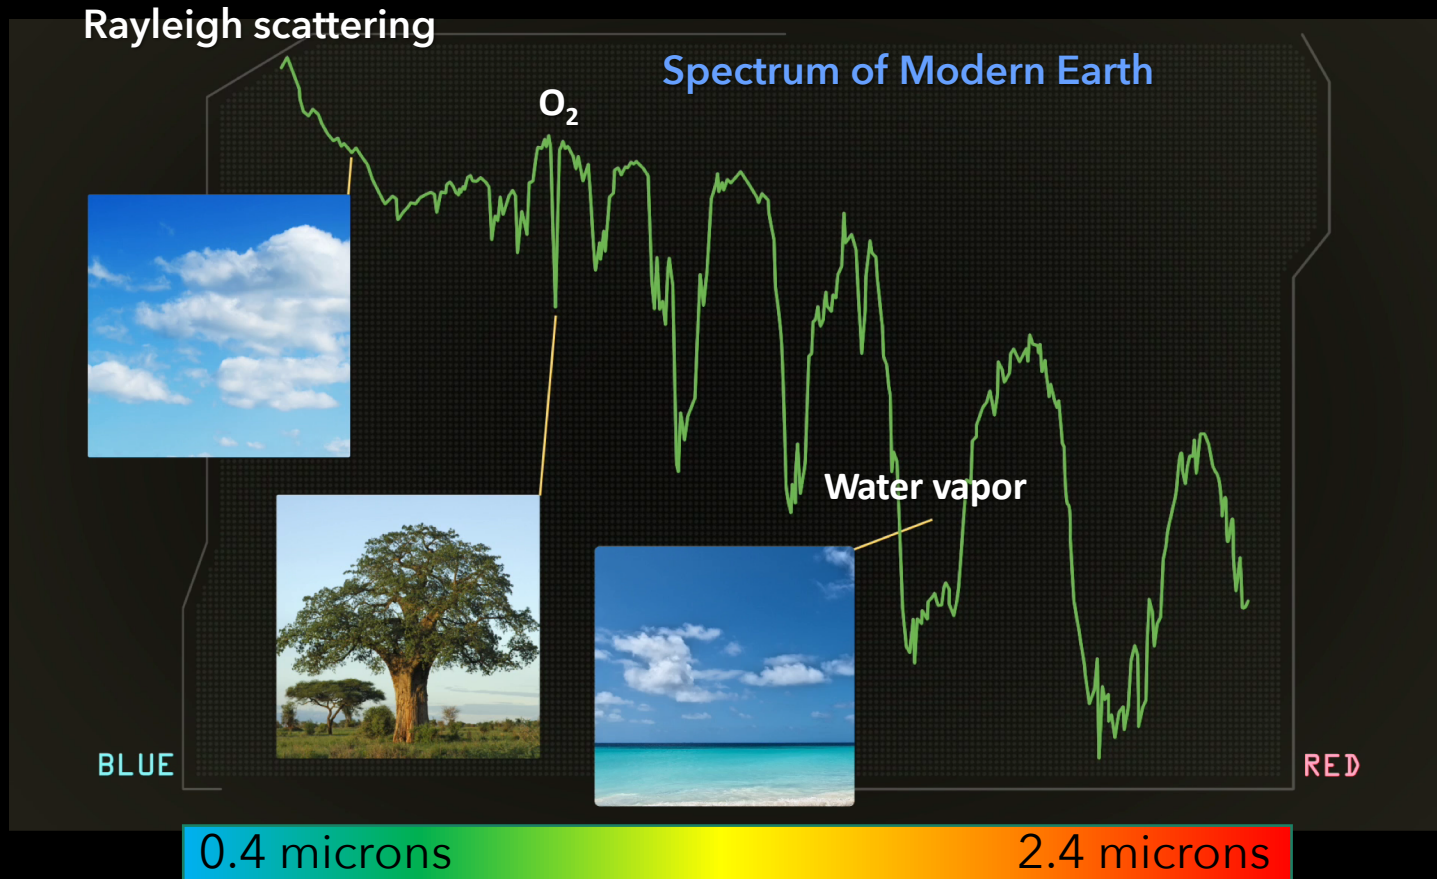 Rayleigh scattering
Spectrum of Modern Earth
O₂
Water vapor
BLUE
RED
0.4 microns
2.4 microns